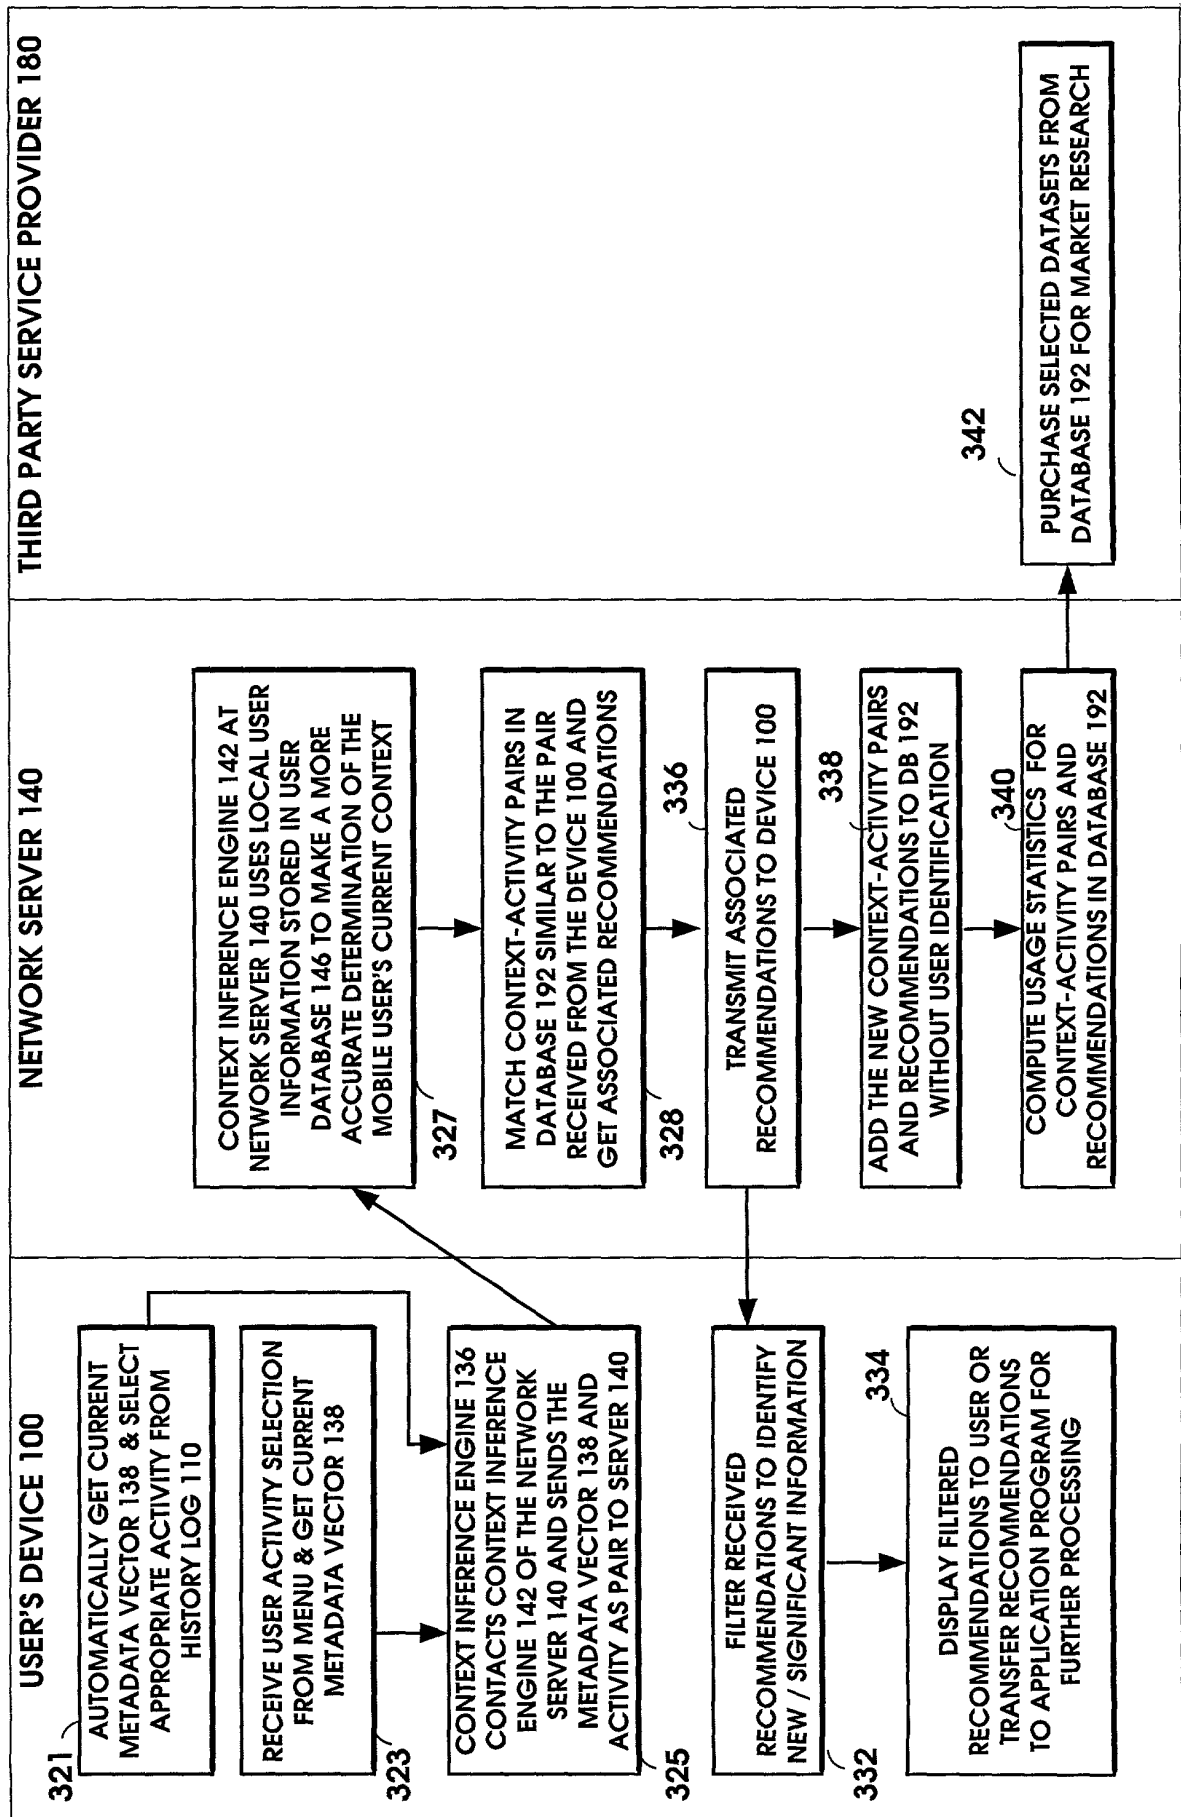 USER'S DEVICE 100
321
AUTOMATICALLY GET CURRENT
METADATA VECTOR 138 & SELECT
APPROPRIATE ACTIVITY FROM
HISTORY LOG 110
RECEIVE USER ACTIVITY SELECTION
FROM MENU & GET CURRENT
METADATA VECTOR 138
323
CONTEXT INFERENCE ENGINE 136
CONTACTS CONTEXT INFERENCE
ENGINE 142 OF THE NETWORK
SERVER 140 AND SENDS THE
METADATA VECTOR 138 AND
ACTIVITY AS PAIR TO SERVER 140
325
FILTER RECEIVED
RECOMMENDATIONS TO IDENTIFY
NEW / SIGNIFICANT INFORMATION
332
334
DISPLAY FILTERED
RECOMMENDATIONS TO USER OR
TRANSFER RECOMMENDATIONS
TO APPLICATION PROGRAM FOR
FURTHER PROCESSING
NETWORK SERVER 140
CONTEXT INFERENCE ENGINE 142 AT
NETWORK SERVER 140 USES LOCAL USER
INFORMATION STORED IN USER
DATABASE 146 TO MAKE A MORE
ACCURATE DETERMINATION OF THE
MOBILE USER'S CURRENT CONTEXT
327
MATCH CONTEXT-ACTIVITY PAIRS IN
DATABASE 192 SIMILAR TO THE PAIR
RECEIVED FROM THE DEVICE 100 AND
GET ASSOCIATED RECOMMENDATIONS
328
336
TRANSMIT ASSOCIATED
RECOMMENDATIONS TO DEVICE 100
338
ADD THE NEW CONTEXT-ACTIVITY PAIRS
AND RECOMMENDATIONS TO DB 192
WITHOUT USER IDENTIFICATION
340
COMPUTE USAGE STATISTICS FOR
CONTEXT-ACTIVITY PAIRS AND
RECOMMENDATIONS IN DATABASE 192
THIRD PARTY SERVICE PROVIDER 180
342
PURCHASE SELECTED DATASETS FROM
DATABASE 192 FOR MARKET RESEARCH